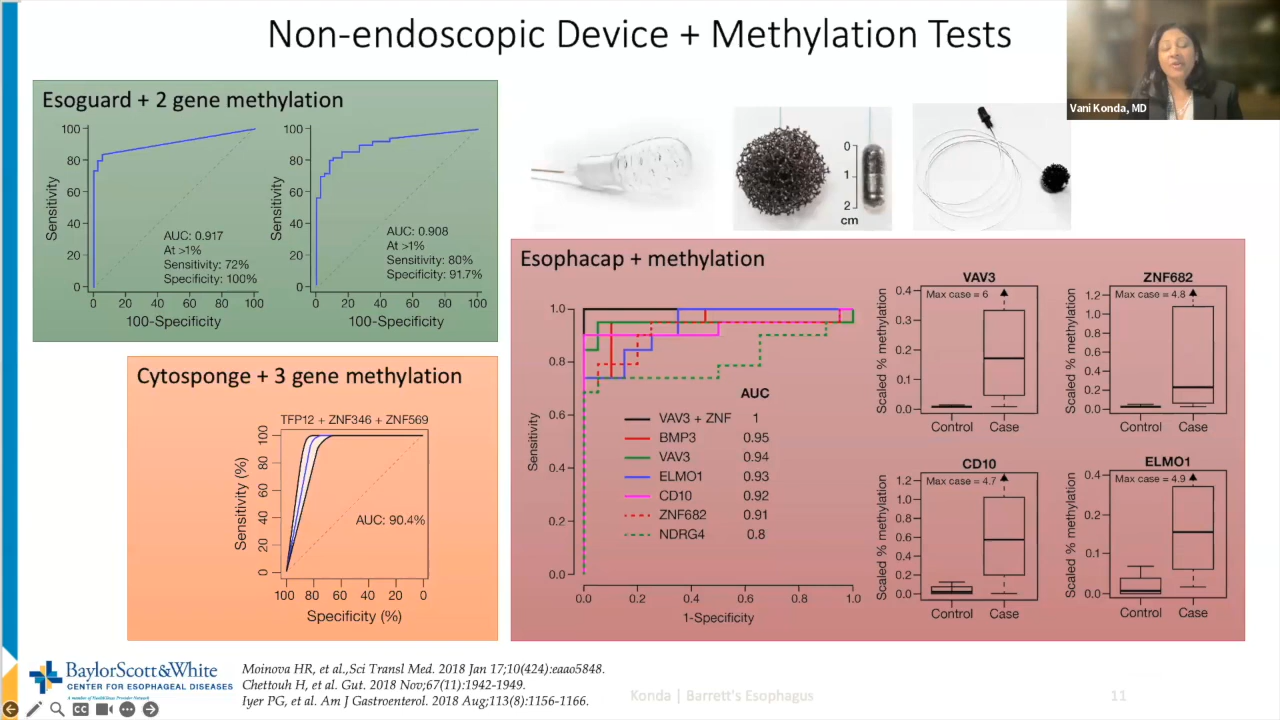 Non-endoscopic Device + Methylation Tests
Vani Konda, MD
Esoguard + 2 gene methylation
100
80
60
40
20
0
Sensitivity
AUC: 0.917
At >1%
Sensitivity: 72%
Specificity: 100%
0 20 40 60 80 100
100-Specificity
100
80
60
40
20
0
Sensitivity
AUC: 0.908
At >1%
Sensitivity: 80%
Specificity: 91.7%
0 20 40 60 80 100
100-Specificity
0
1
2
cm
Cytosponge + 3 gene methylation
TFP12 + ZNF346 + ZNF569
100
80
60
40
20
0
Sensitivity (%)
AUC: 90.4%
100 80 60 40 20 0
Specificity (%)
Esophacap + methylation
1.0
0.8
0.6
0.4
0.2
0.0
Sensitivity
AUC
VAV3 + ZNF 1
BMP3 0.95
VAV3 0.94
ELMO1 0.93
CD10 0.92
ZNF682 0.91
NDRG4 0.8
0.0 0.2 0.4 0.6 0.8 1.0
1-Specificity
VAV3
Max case = 6
0.4
0.3
0.2
0.1
0.0
Scaled % methylation
Control Case
ZNF682
Max case = 4.8
1.2
1.0
0.8
0.6
0.4
0.2
0.0
Scaled % methylation
Control Case
CD10
Max case = 4.7
1.2
1.0
0.8
0.6
0.4
0.2
0.0
Scaled % methylation
Control Case
ELMO1
Max case = 4.9
0.4
0.2
0.1
0.0
Scaled % methylation
Control Case
BaylorScott&White
CENTER FOR ESOPHAGEAL DISEASES
Moinova HR, et al.,Sci Transl Med. 2018 Jan 17;10(424):eaao5848.
Chettouh H, et al. Gut. 2018 Nov;67(11):1942-1949.
Iyer PG, et al. Am J Gastroenterol. 2018 Aug;113(8):1156-1166.
Konda | Barrett's Esophagus
11
CC